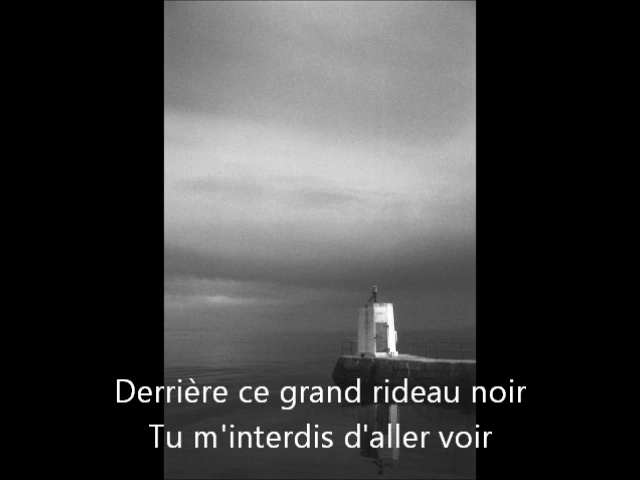 Derrière ce grand rideau noir
Tu m'interdis d'aller voir